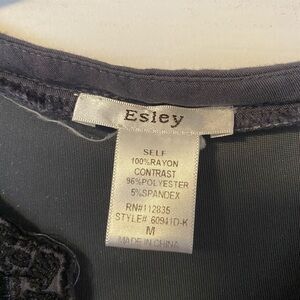 Esley
SELF
100%RAYON
CONTRAST
95%POLYESTER
5%SPANDEX
RN#112835
STYLE# 60941D-K
M
MADE IN CHINA